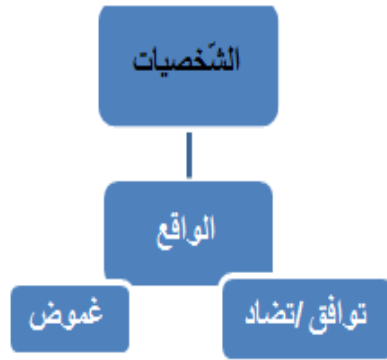 الشّخصيات
الواقع
توافق /تضاد
غموض